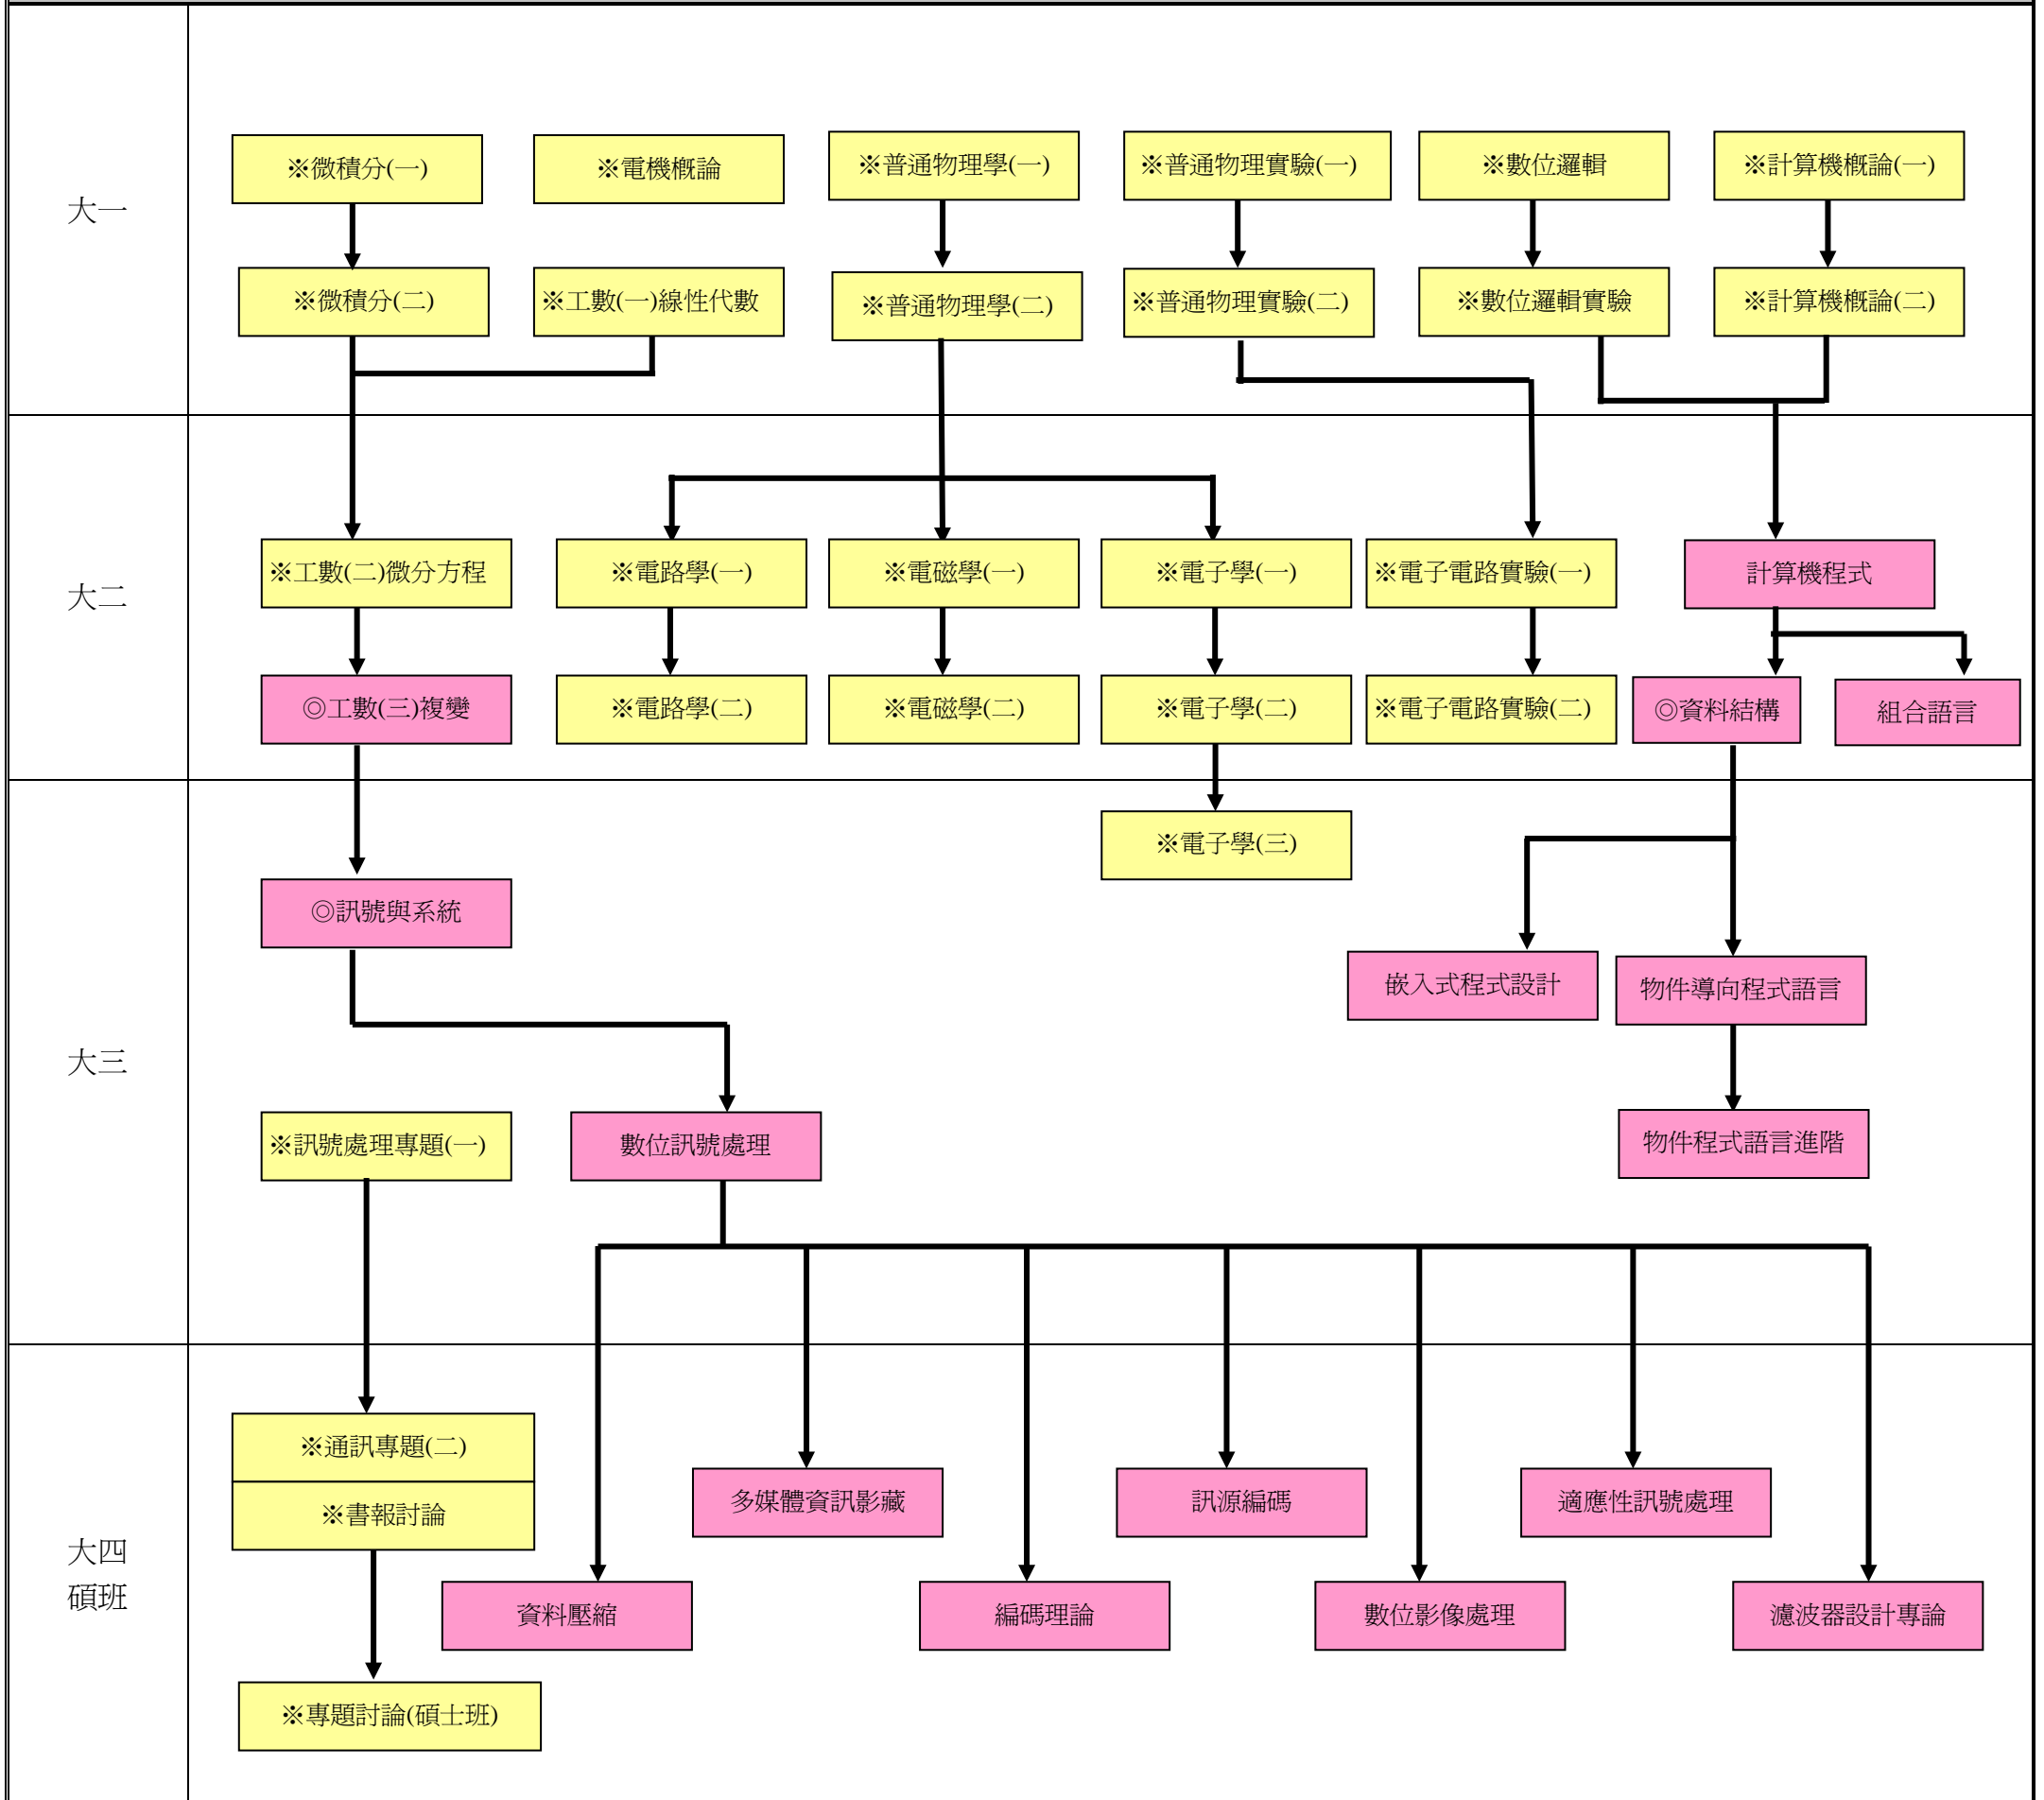 大一
※微積分(一)
※電機概論
※普通物理學(一)
※普通物理實驗(一)
※數位邏輯
※計算機概論(一)
※微積分(二)
※工數(一)線性代數
※普通物理學(二)
※普通物理實驗(二)
※數位邏輯實驗
※計算機概論(二)
大二
※工數(二)微分方程
※電路學(一)
※電磁學(一)
※電子學(一)
※電子電路實驗(一)
計算機程式
◎工數(三)複變
※電路學(二)
※電磁學(二)
※電子學(二)
※電子電路實驗(二)
◎資料結構
組合語言
大三
※電子學(三)
◎訊號與系統
嵌入式程式設計
物件導向程式語言
※訊號處理專題(一)
數位訊號處理
物件程式語言進階
大四
碩班
※通訊專題(二)
※書報討論
多媒體資訊影藏
訊源編碼
適應性訊號處理
資料壓縮
編碼理論
數位影像處理
濾波器設計專論
※專題討論(碩士班)